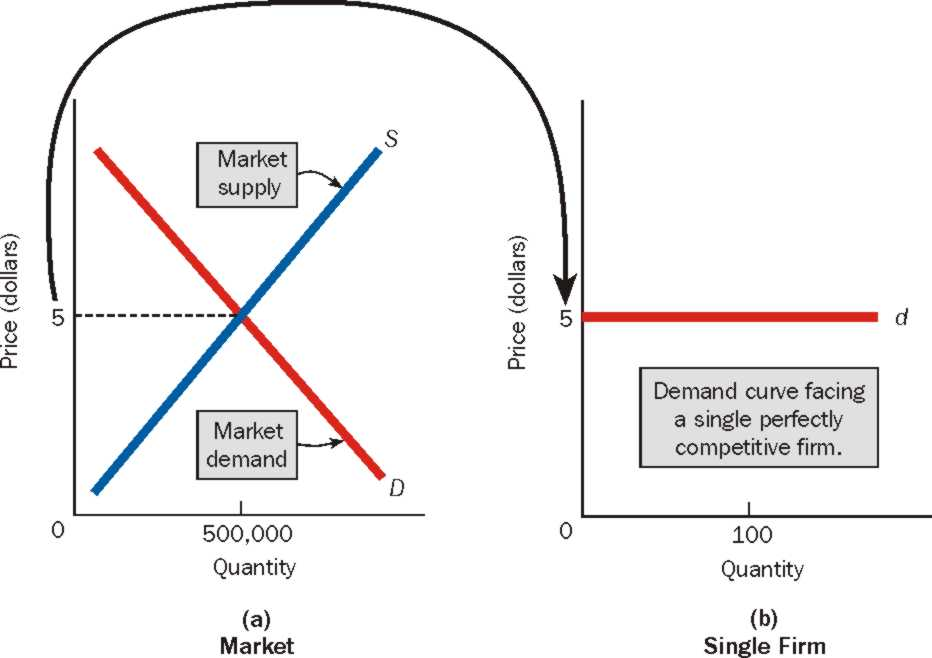 Market
supply
S
Price (dollars)
5
Market
demand
D
0
500,000
Quantity
(a)
Market
Price (dollars)
5
d
Demand curve facing
a single perfectly
competitive firm.
0
100
Quantity
(b)
Single Firm